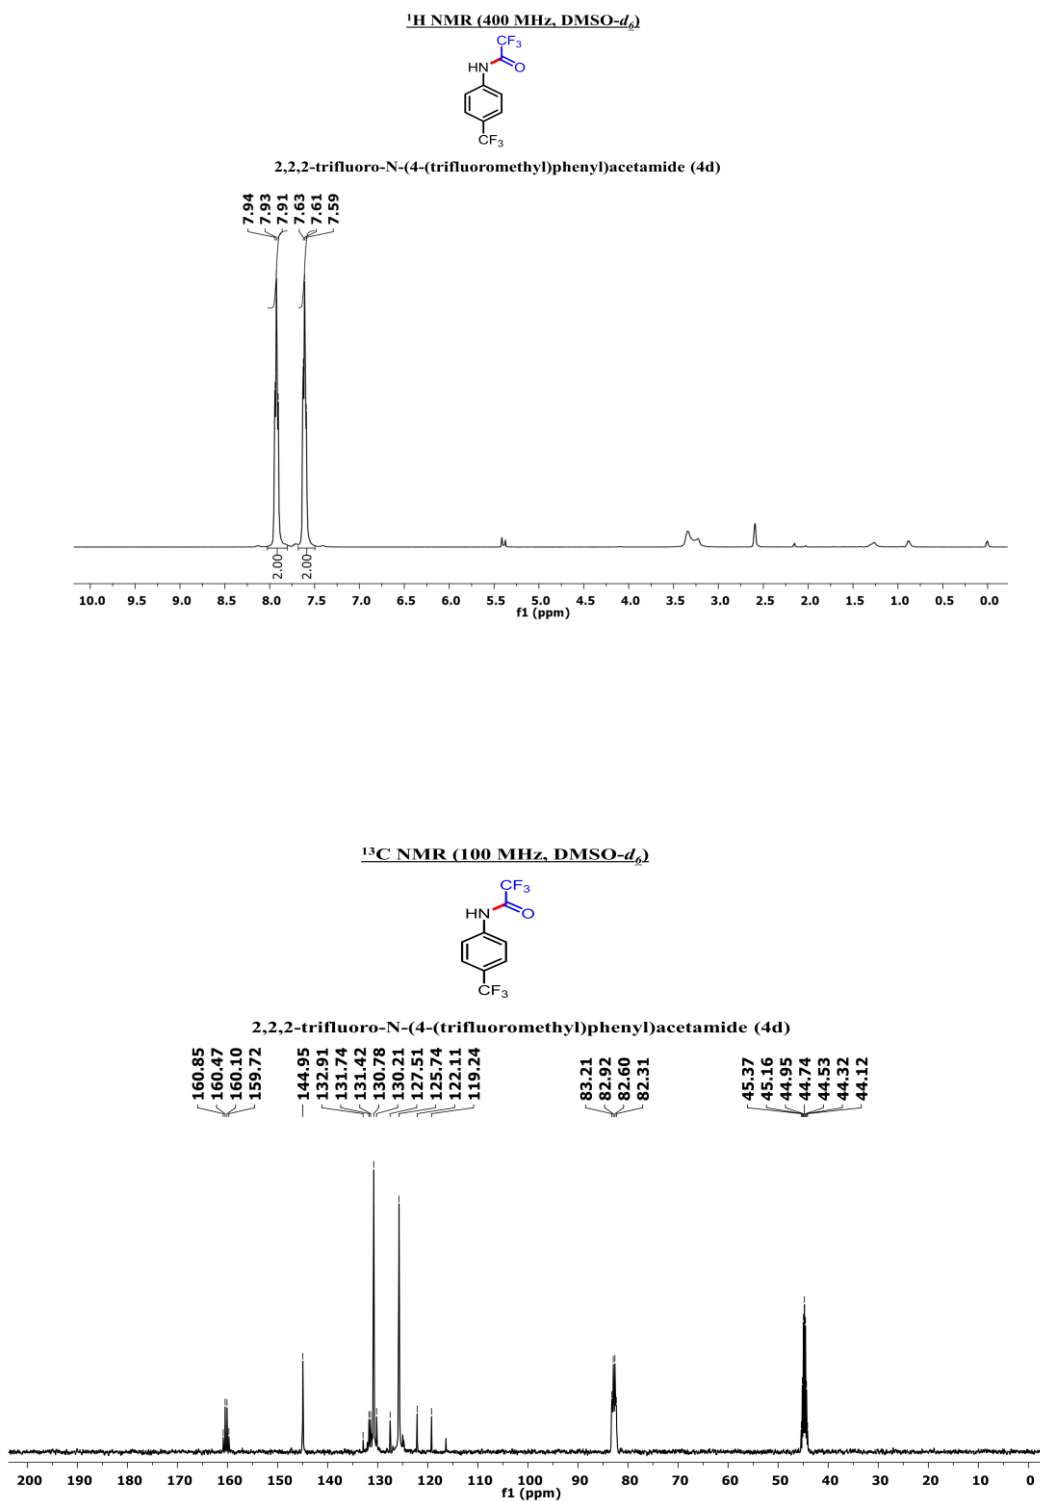 ¹H NMR (400 MHz, DMSO-d₆)
CF₃
HN
O
CF₃
2,2,2-trifluoro-N-(4-(trifluoromethyl)phenyl)acetamide (4d)
7.94
7.93
7.91
7.63
7.61
7.59
2.00
2.00
10.0 9.5 9.0 8.5 8.0 7.5 7.0 6.5 6.0 5.5 5.0 4.5 4.0 3.5 3.0 2.5 2.0 1.5 1.0 0.5 0.0
f1 (ppm)
¹³C NMR (100 MHz, DMSO-d₆)
CF₃
HN
O
CF₃
2,2,2-trifluoro-N-(4-(trifluoromethyl)phenyl)acetamide (4d)
160.85
160.47
160.10
159.72
144.95
132.91
131.74
131.42
130.78
130.21
127.51
125.74
122.11
119.24
83.21
82.92
82.60
82.31
45.37
45.16
44.95
44.74
44.53
44.32
44.12
200 190 180 170 160 150 140 130 120 110 100 90 80 70 60 50 40 30 20 10 0
f1 (ppm)